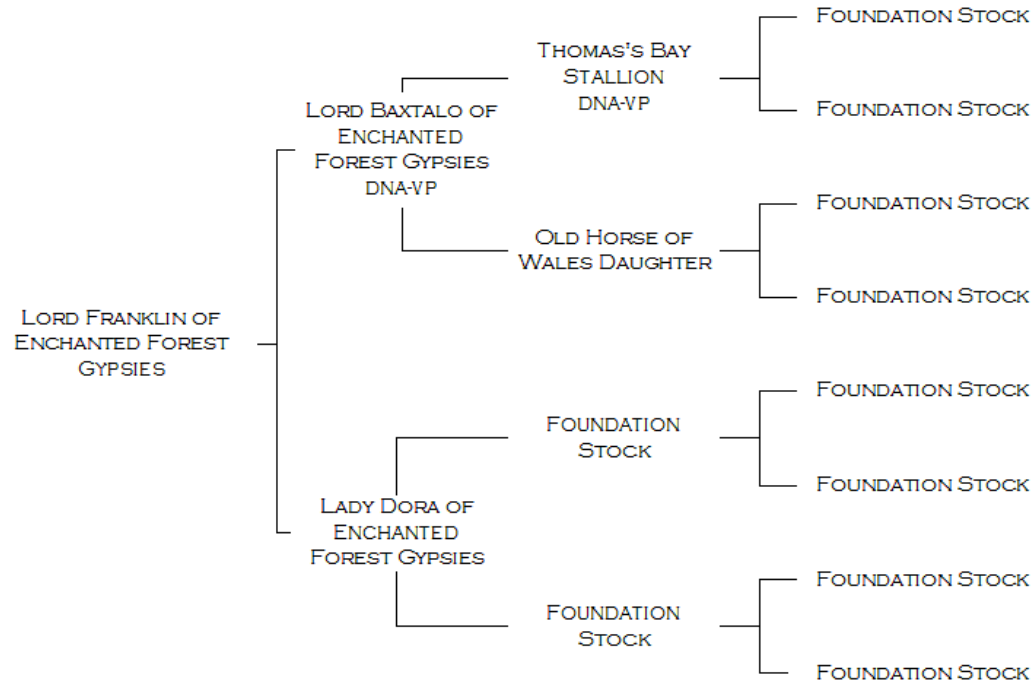 Foundation Stock
Thomas's Bay
Stallion
DNA-VP
Foundation Stock
Lord Baxtalo of
Enchanted
Forest Gypsies
DNA-VP
Foundation Stock
Old Horse of
Wales Daughter
Foundation Stock
Lord Franklin of
Enchanted Forest
Gypsies
Foundation Stock
Foundation
Stock
Foundation Stock
Lady Dora of
Enchanted
Forest Gypsies
Foundation Stock
Foundation
Stock
Foundation Stock